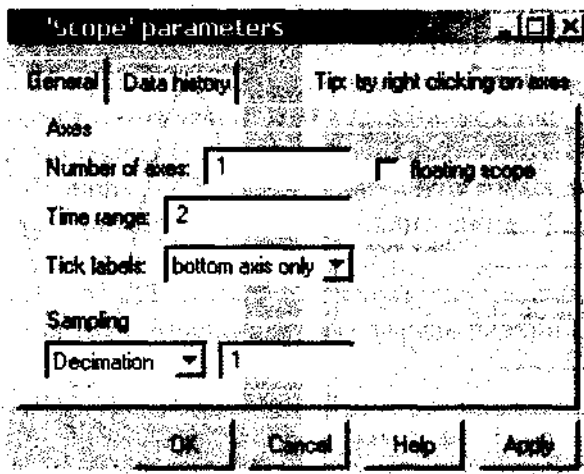 'Scope' parameters
General Data history Tip: try right clicking on axes
Axes
Number of axes: 1 floating scope
Time range: 2
Tick labels: bottom axis only
Sampling
Decimation 1
OK Cancel Help Apply